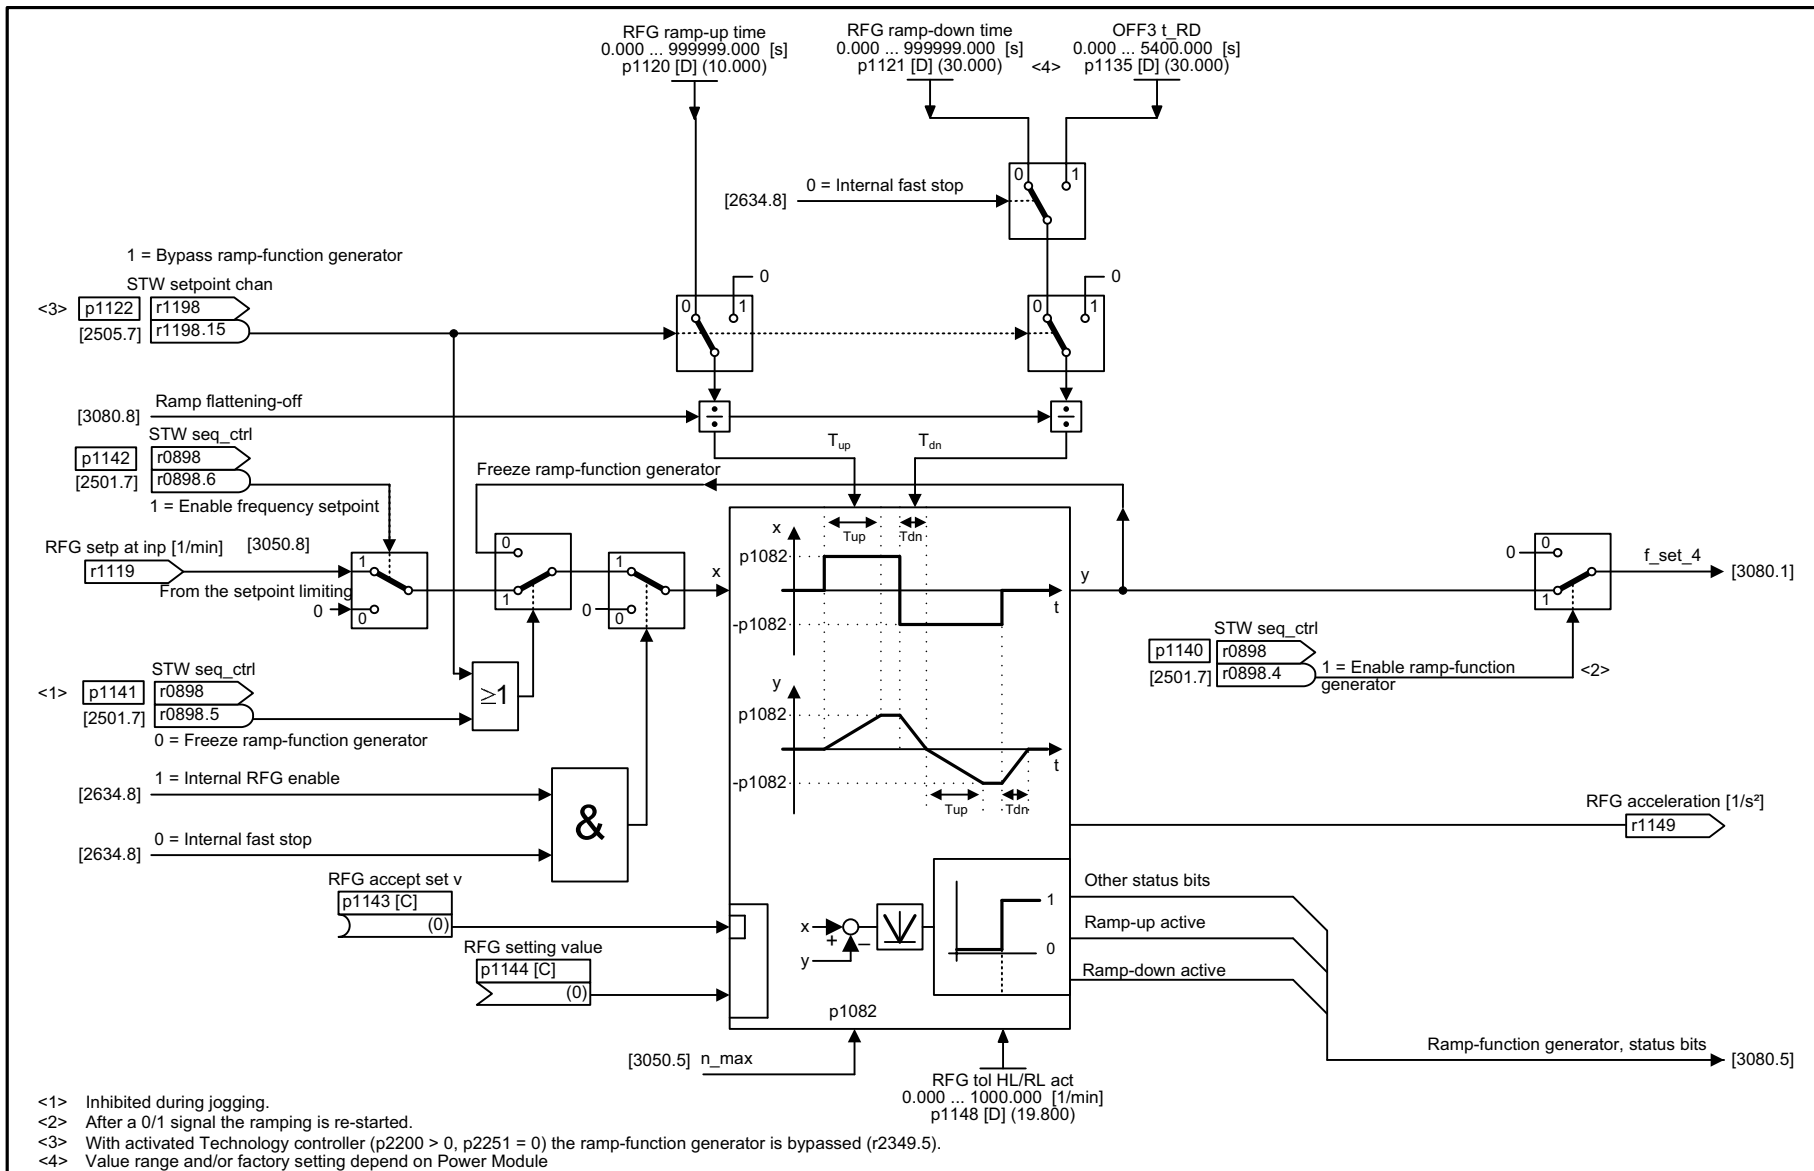 RFG ramp-up time
0.000 ... 999999.000 [s]
p1120 [D] (10.000)
RFG ramp-down time
0.000 ... 999999.000 [s]
p1121 [D] (30.000)
<4>
OFF3 t_RD
0.000 ... 5400.000 [s]
p1135 [D] (30.000)
0 1
[2634.8]
0 = Internal fast stop
1 = Bypass ramp-function generator
STW setpoint chan
<3> p1122 r1198
[2505.7] r1198.15
0 1 0
0 1 0
[3080.8] Ramp flattening-off
÷ ÷
STW seq_ctrl
p1142 r0898
[2501.7] r0898.6
1 = Enable frequency setpoint
Tup Tdn
Freeze ramp-function generator
RFG setp at inp [1/min] [3050.8]
r1119
From the setpoint limiting
0
1
0
0
1
1
0
0
x
x
Tup Tdn
p1082
-p1082
t
y
p1082
-p1082
t
Tup Tdn
y
0
0
1
f_set_4
[3080.1]
STW seq_ctrl
p1140 r0898
[2501.7] r0898.4
1 = Enable ramp-function
generator
<2>
STW seq_ctrl
<1> p1141 r0898
[2501.7] r0898.5
0 = Freeze ramp-function generator
≥1
1 = Internal RFG enable
[2634.8]
0 = Internal fast stop
[2634.8]
&
RFG acceleration [1/s²]
r1149
RFG accept set v
p1143 [C]
(0)
RFG setting value
p1144 [C]
(0)
x
+
–
y
1
0
p1082
Other status bits
Ramp-up active
Ramp-down active
Ramp-function generator, status bits
[3080.5]
[3050.5] n_max
RFG tol HL/RL act
0.000 ... 1000.000 [1/min]
p1148 [D] (19.800)
<1> Inhibited during jogging.
<2> After a 0/1 signal the ramping is re-started.
<3> With activated Technology controller (p2200 > 0, p2251 = 0) the ramp-function generator is bypassed (r2349.5).
<4> Value range and/or factory setting depend on Power Module